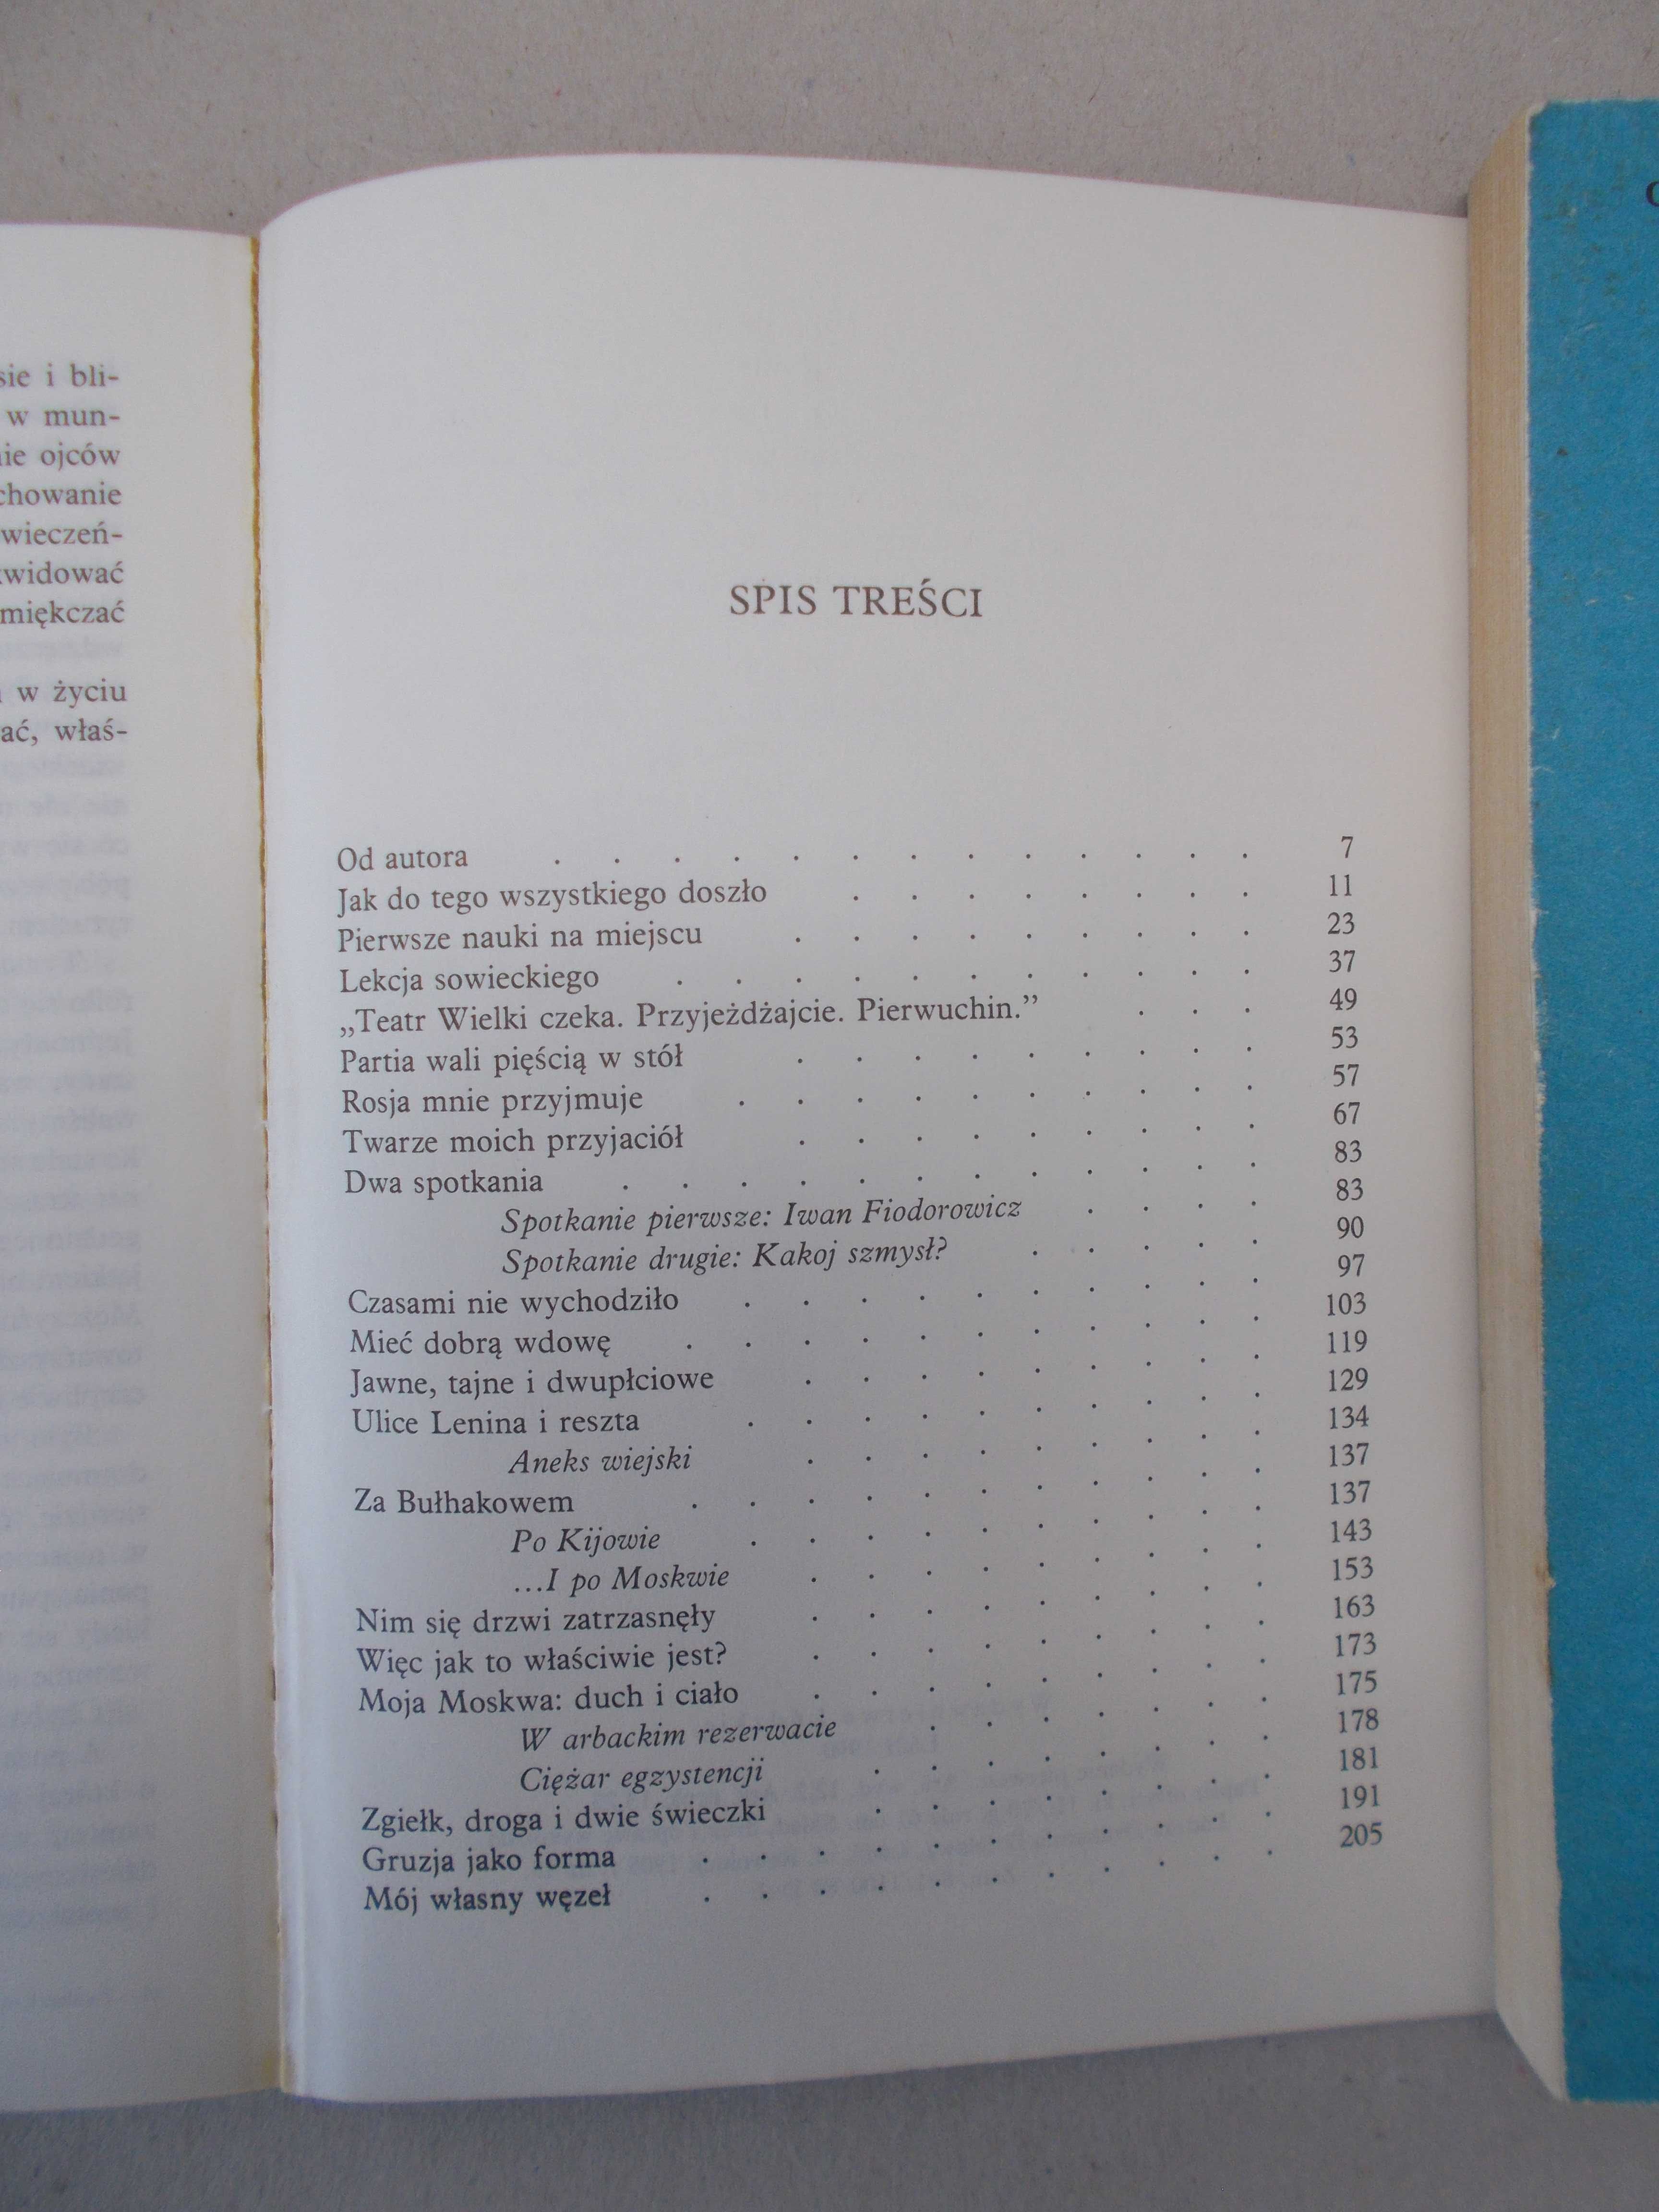 sie i bli-
w mun-
ie ojców
chowanie
wieczeń-
kwidować
miękczać
w życiu
ać, właś-
SPIS TREŚCI
Od autora . . . . . . . . . . . . . 7
Jak do tego wszystkiego doszło . . . . . . . . 11
Pierwsze nauki na miejscu . . . . . . . . . 23
Lekcja sowieckiego . . . . . . . . . . . 37
„Teatr Wielki czeka. Przyjeżdżajcie. Pierwuchin.” . . . 49
Partia wali pięścią w stół . . . . . . . . . 53
Rosja mnie przyjmuje . . . . . . . . . . 57
Twarze moich przyjaciół . . . . . . . . . 67
Dwa spotkania . . . . . . . . . . . . 83
Spotkanie pierwsze: Iwan Fiodorowicz . . . . 83
Spotkanie drugie: Kakoj szmysł? . . . . . 90
Czasami nie wychodziło . . . . . . . . . . 97
Mieć dobrą wdowę . . . . . . . . . . . 103
Jawne, tajne i dwupłciowe . . . . . . . . . 119
Ulice Lenina i reszta . . . . . . . . . . 129
Aneks wiejski . . . . . . . . . 134
Za Bułhakowem . . . . . . . . . . . 137
Po Kijowie . . . . . . . . . . 137
...I po Moskwie . . . . . . . . . 143
Nim się drzwi zatrzasnęły . . . . . . . . . 153
Więc jak to właściwie jest? . . . . . . . . . 163
Moja Moskwa: duch i ciało . . . . . . . . . 173
W arbackim rezerwacie . . . . . . . 175
Ciężar egzystencji . . . . . . . . 178
Zgiełk, droga i dwie świeczki . . . . . . . . 181
Gruzja jako forma . . . . . . . . . . . 191
Mój własny węzeł . . . . . . . . . . . 205